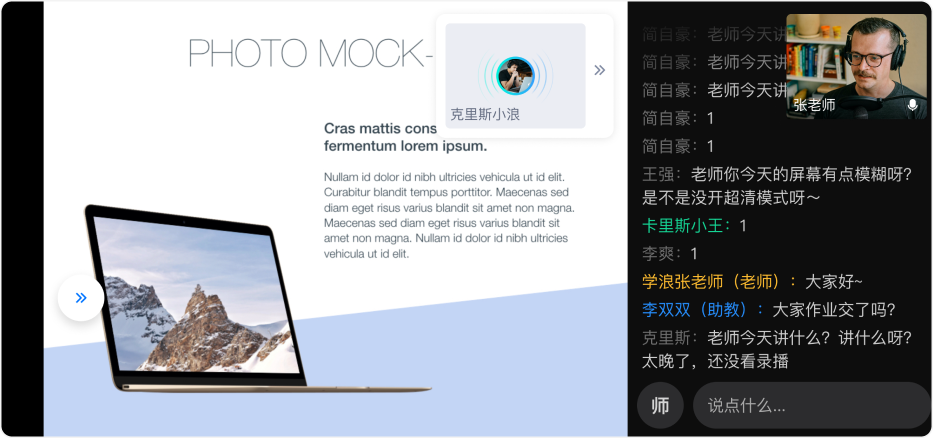 PHOTO MOCK-
克里斯小浪
Cras mattis cons
fermentum lorem ipsum.
Nullam id dolor id nibh ultricies vehicula ut id elit.
Curabitur blandit tempus porttitor. Maecenas sed
diam eget risus varius blandit sit amet non magna.
Maecenas sed diam eget risus varius blandit sit
amet non magna. Nullam id dolor id nibh ultricies
vehicula ut id elit.
简自豪：老师今天讲
简自豪：老师今天讲
简自豪：老师今天讲
张老师
简自豪：1
简自豪：1
王强：老师你今天的屏幕有点模糊呀？
是不是没开超清模式呀～
卡里斯小王：1
李爽：1
学浪张老师（老师）：大家好~
李双双（助教）：大家作业交了吗？
克里斯：老师今天讲什么？讲什么呀？
太晚了，还没看录播
师
说点什么...